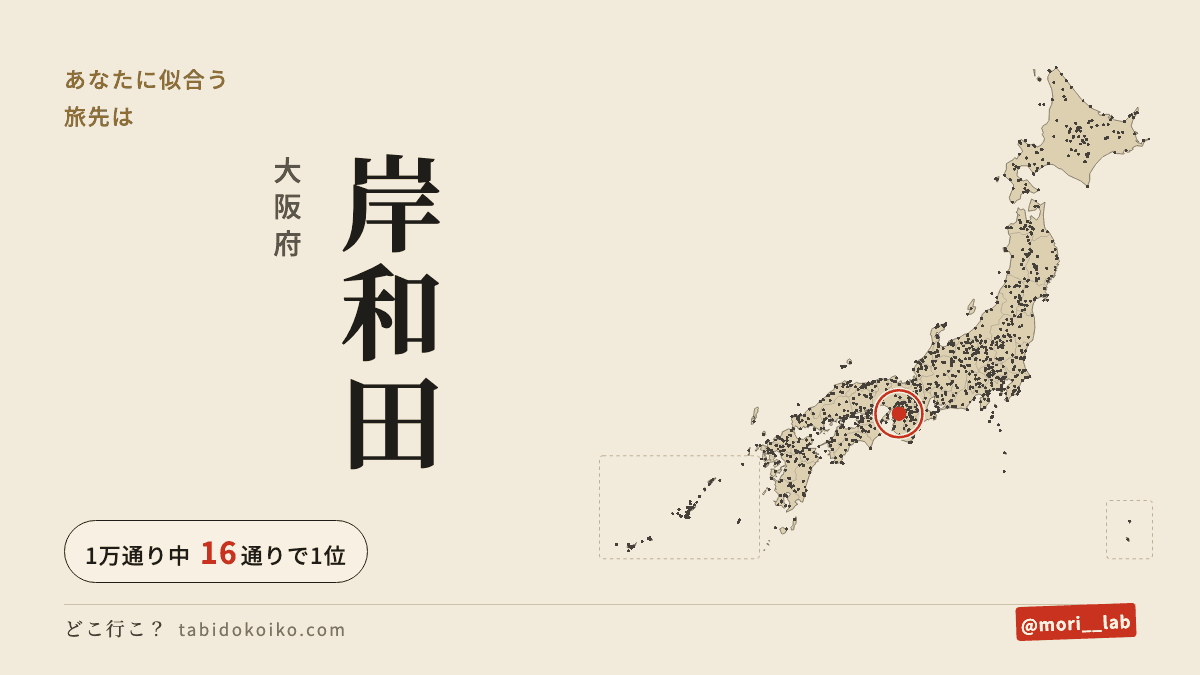 あなたに似合う
旅先は
岸和田
大阪府
1万通り中 16通りで1位
どこ行こ？ tabidokoiko.com
@mori__lab